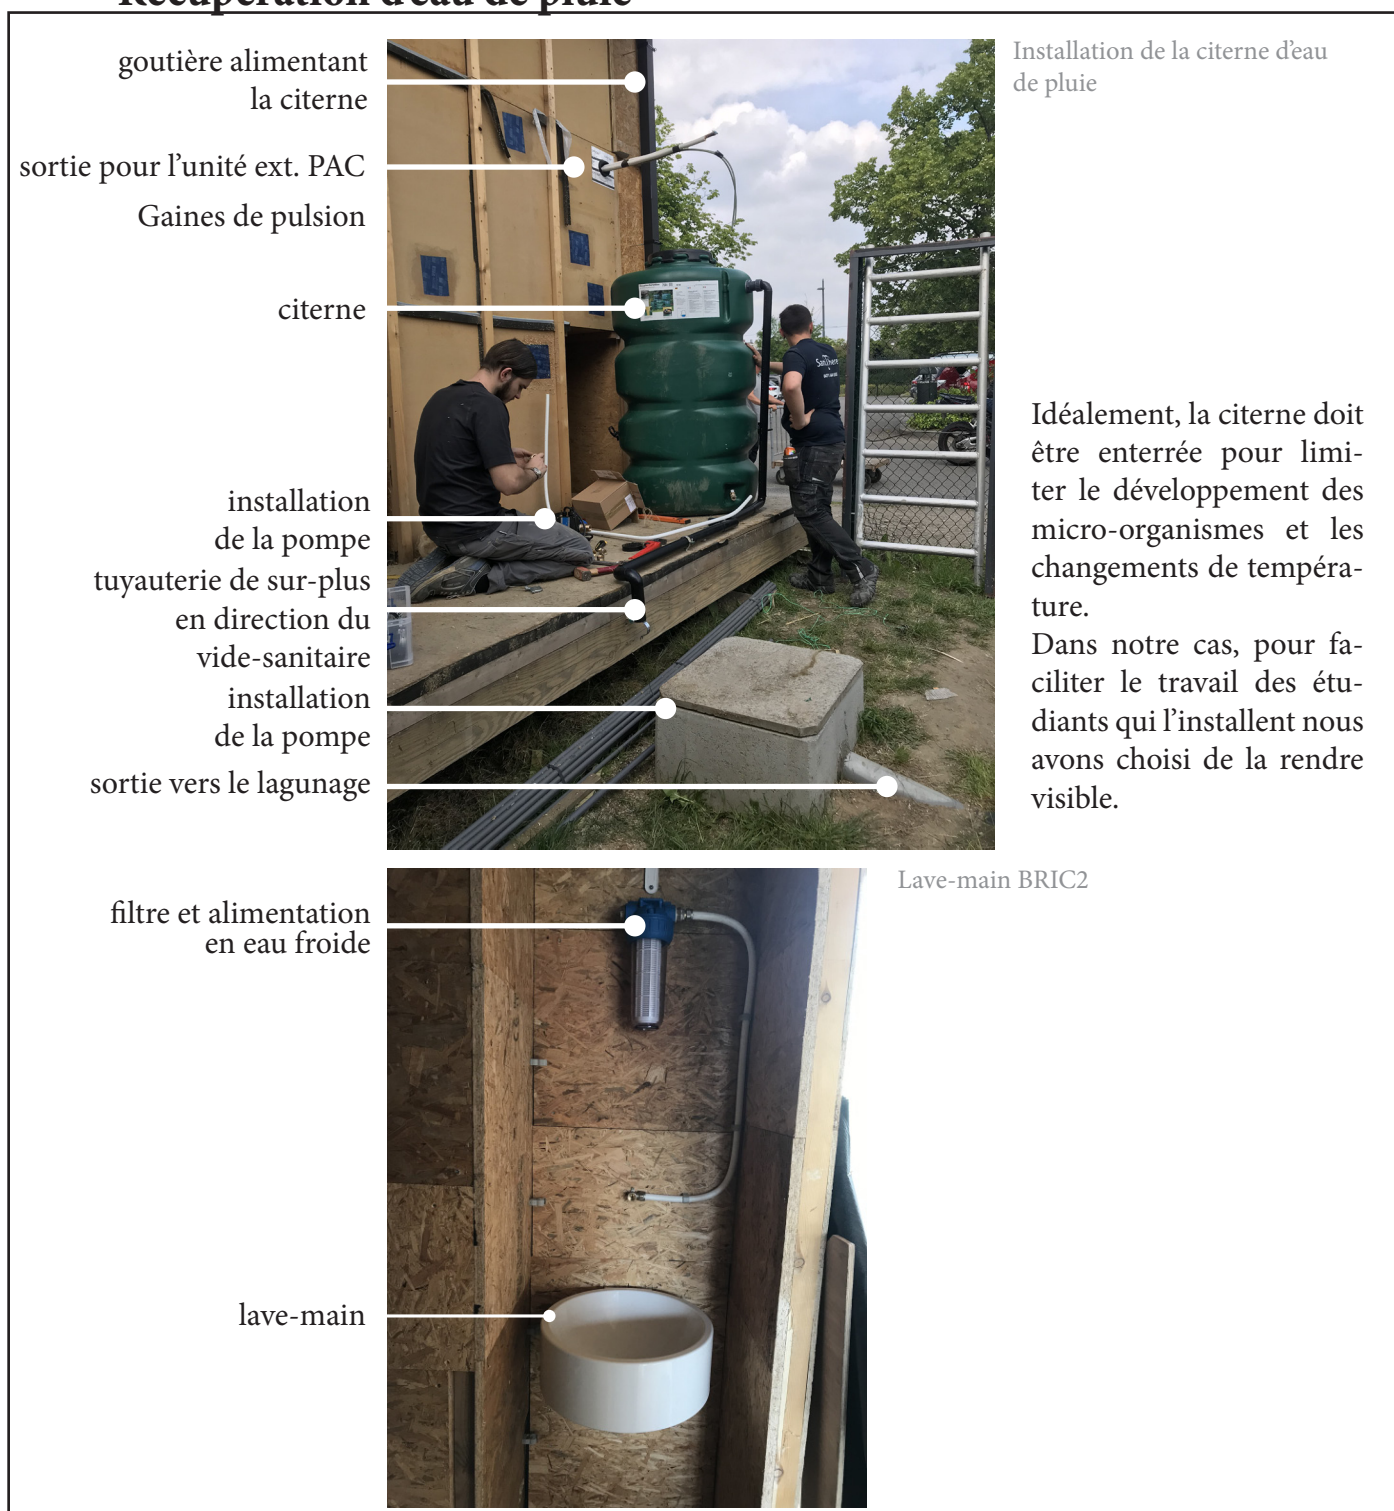 Récupération d'eau de pluie
goutière alimentant
la citerne
sortie pour l'unité ext. PAC
Gaines de pulsion
citerne
installation
de la pompe
tuyauterie de sur-plus
en direction du
vide-sanitaire
installation
de la pompe
sortie vers le lagunage
Installation de la citerne d'eau
de pluie
Idéalement, la citerne doit
être enterrée pour limi-
ter le développement des
micro-organismes et les
changements de tempéra-
ture.
Dans notre cas, pour fa-
ciliter le travail des étu-
diants qui l'installent nous
avons choisi de la rendre
visible.
Lave-main BRIC2
filtre et alimentation
en eau froide
lave-main